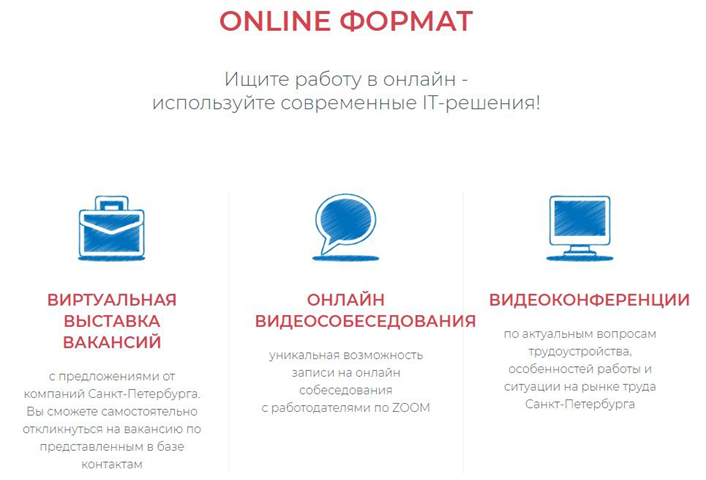 ONLINE ФОРМАТ
Ищите работу в онлайн -
используйте современные IT-решения!
ВИРТУАЛЬНАЯ
ВЫСТАВКА
ВАКАНСИЙ
с предложениями от
компаний Санкт-Петербурга.
Вы сможете самостоятельно
откликнуться на вакансию по
представленным в базе
контактам
ОНЛАЙН
ВИДЕОСОБЕСЕДОВАНИЯ
уникальная возможность
записи на онлайн
собеседования
с работодателями по ZOOM
ВИДЕОКОНФЕРЕНЦИИ
по актуальным вопросам
трудоустройства,
особенностей работы и
ситуации на рынке труда
Санкт-Петербурга